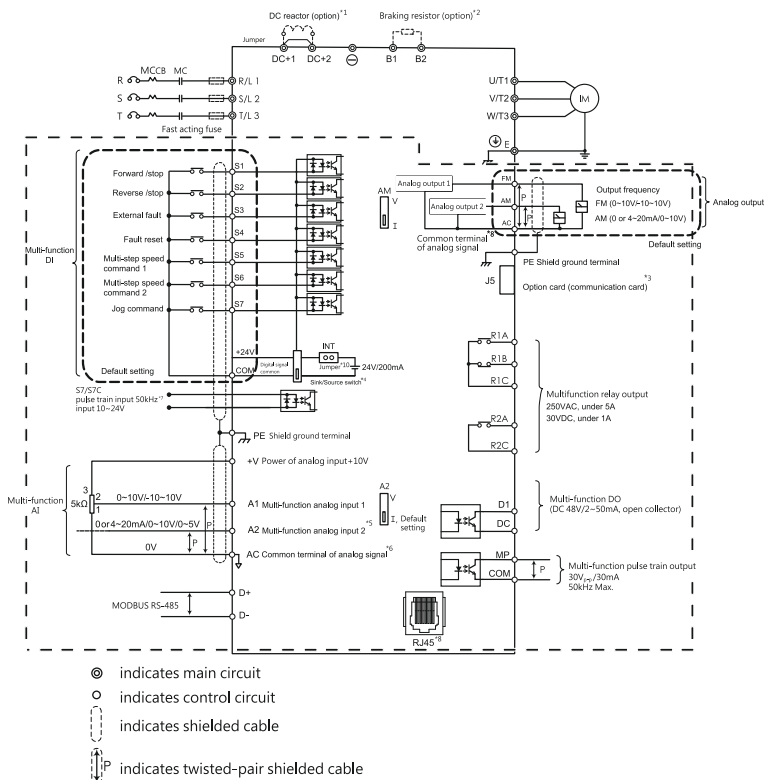 DC reactor (option)*1
Braking resistor (option)*2
Jumper
DC+1
DC+2
B1
B2
R
MCCB
MC
R/L 1
S
S/L 2
T
T/L 3
Fast acting fuse
U/T1
V/T2
W/T3
IM
E
Forward /stop
S1
Reverse /stop
S2
External fault
S3
Fault reset
S4
Multi-function
DI
Multi-step speed
command 1
S5
Multi-step speed
command 2
S6
Jog command
S7
+24V
COM
Default setting
Digital signal
common
INT
Jumper*10
24V/200mA
Sink/Source switch*4
S7/S7C
pulse train input 50kHz*7
input 10~24V
AM
V
I
Analog output 1
Analog output 2
FM
AM
AC
P
P
Output frequency
FM (0~10V/-10~10V)
AM (0 or 4~20mA/0~10V)
Analog output
Common terminal *8
of analog signal
Default setting
PE Shield ground terminal
J5
Option card (communication card) *3
R1A
R1B
R1C
R2A
R2C
Multifunction relay output
250VAC, under 5A
30VDC, under 1A
PE Shield ground terminal
+V Power of analog input+10V
Multi-function
AI
5kΩ
3
2
1
0~10V/-10~10V
A1 Multi-function analog input 1
0or4~20mA/0~10V/0~5V
A2 Multi-function analog input 2 *5
P
P
0V
AC Common terminal of analog signal*6
A2
V
I, Default
setting
D1
DC
Multi-function DO
(DC 48V/2~50mA, open collector)
MP
COM
P
Multi-function pulse train output
30Vp-p/30mA
50kHz Max.
MODBUS RS-485
D+
D-
RJ45*8
indicates main circuit
indicates control circuit
indicates shielded cable
P indicates twisted-pair shielded cable